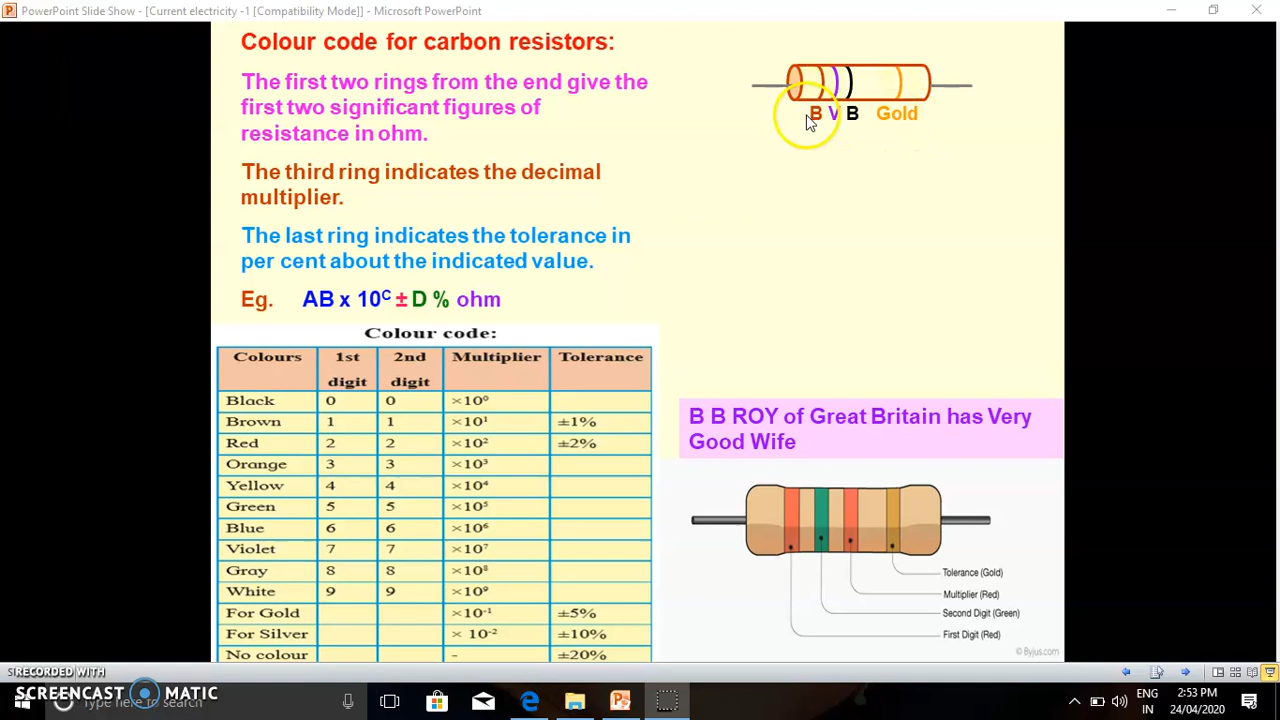 PowerPoint Slide Show - [Current electricity -1 [Compatibility Mode]] - Microsoft PowerPoint
Colour code for carbon resistors:
The first two rings from the end give the
first two significant figures of
resistance in ohm.
The third ring indicates the decimal
multiplier.
The last ring indicates the tolerance in
per cent about the indicated value.
Eg. AB x 10ᶜ ± D % ohm
B V B Gold
Colour code:
Colours 1st digit 2nd digit Multiplier Tolerance
Black 0 0 ×10⁰
Brown 1 1 ×10¹ ±1%
Red 2 2 ×10² ±2%
Orange 3 3 ×10³
Yellow 4 4 ×10⁴
Green 5 5 ×10⁵
Blue 6 6 ×10⁶
Violet 7 7 ×10⁷
Gray 8 8 ×10⁸
White 9 9 ×10⁹
For Gold ×10⁻¹ ±5%
For Silver × 10⁻² ±10%
No colour - ±20%
B B ROY of Great Britain has Very
Good Wife
Tolerance (Gold)
Multiplier (Red)
Second Digit (Green)
First Digit (Red)
© Byjus.com
RECORDED WITH
SCREENCAST MATIC
Type here to search
ENG
IN
2:53 PM
24/04/2020